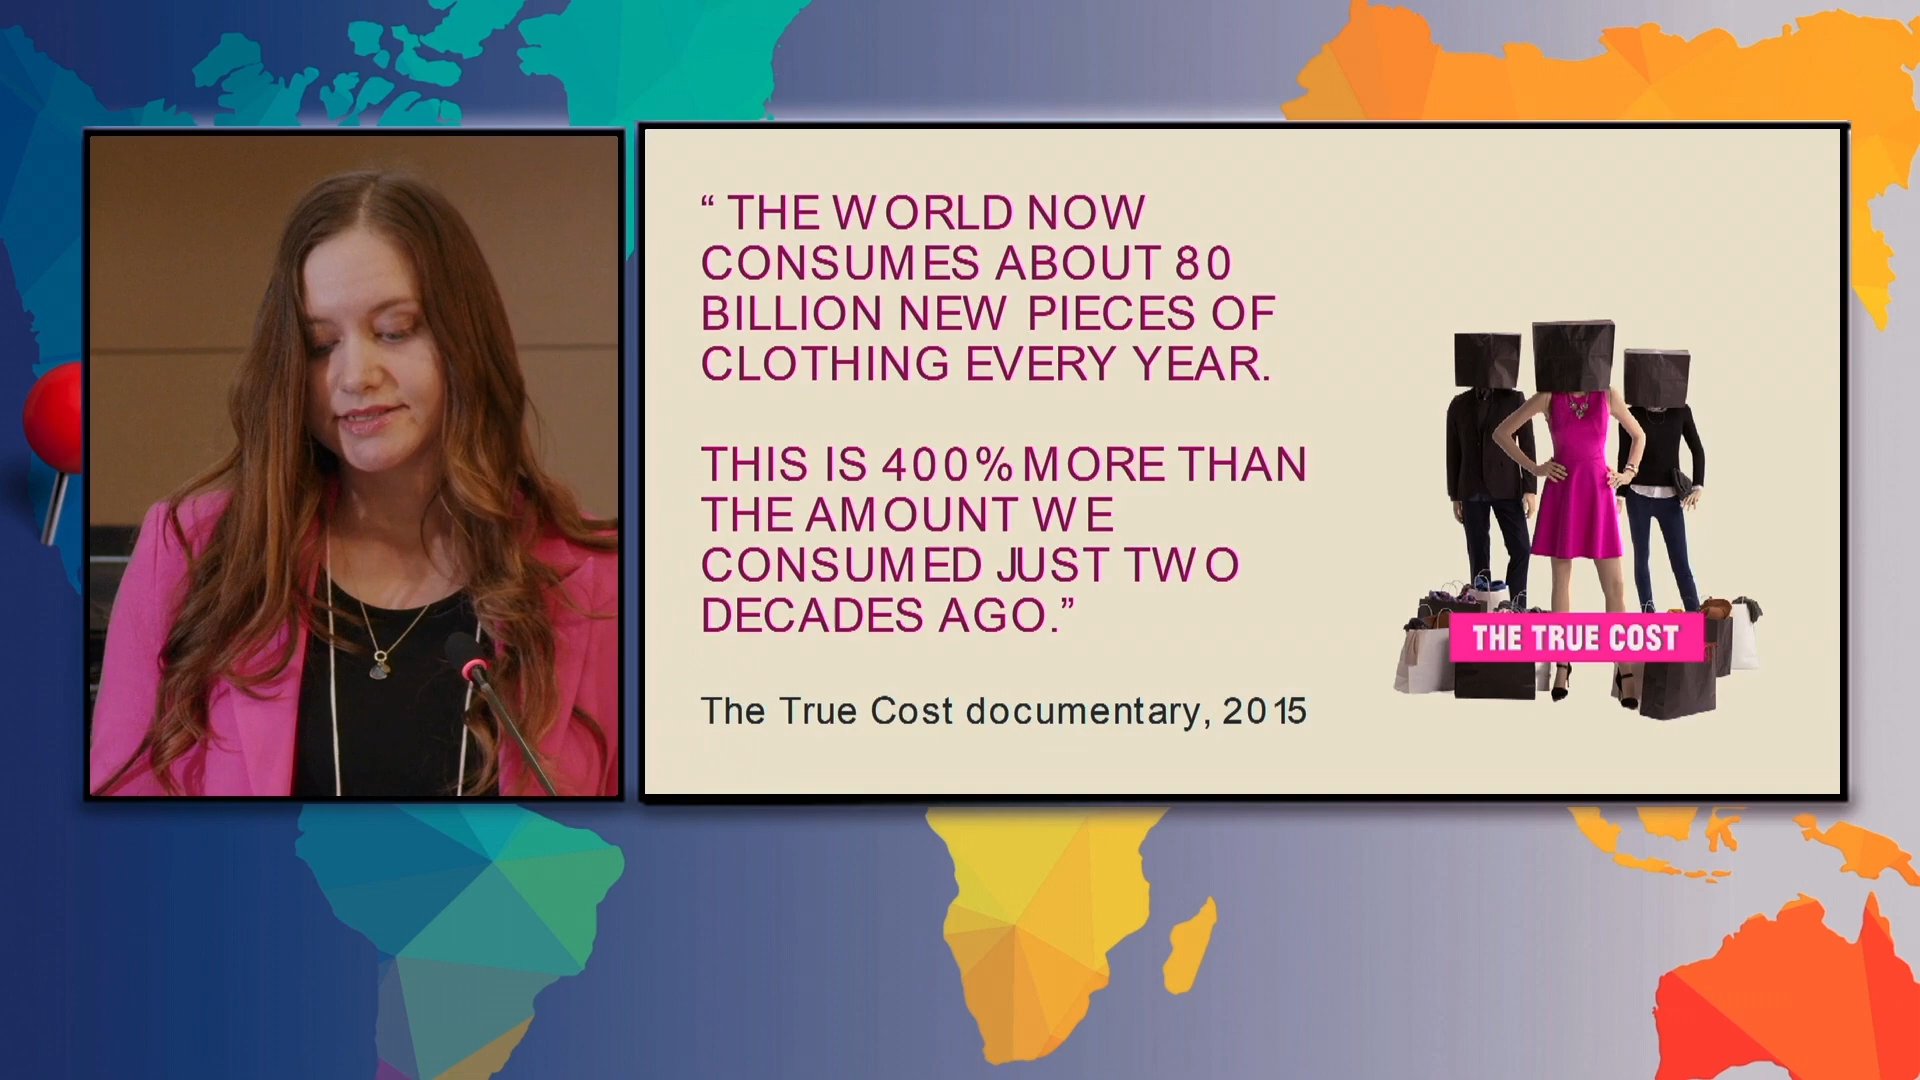 “ THE WORLD NOW
CONSUMES ABOUT 80
BILLION NEW PIECES OF
CLOTHING EVERY YEAR.
THIS IS 400% MORE THAN
THE AMOUNT WE
CONSUMED JUST TWO
DECADES AGO.”
The True Cost documentary, 2015
THE TRUE COST